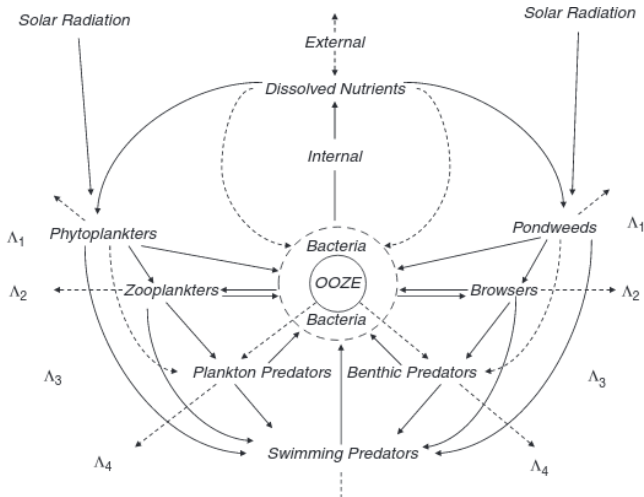 Solar Radiation
Solar Radiation
External
Dissolved Nutrients
Internal
Λ1
Phytoplankters
Bacteria
Pondweeds
Λ1
Λ2
Zooplankters
OOZE
Browsers
Λ2
Bacteria
Λ3
Plankton Predators
Benthic Predators
Λ3
Λ4
Swimming Predators
Λ4